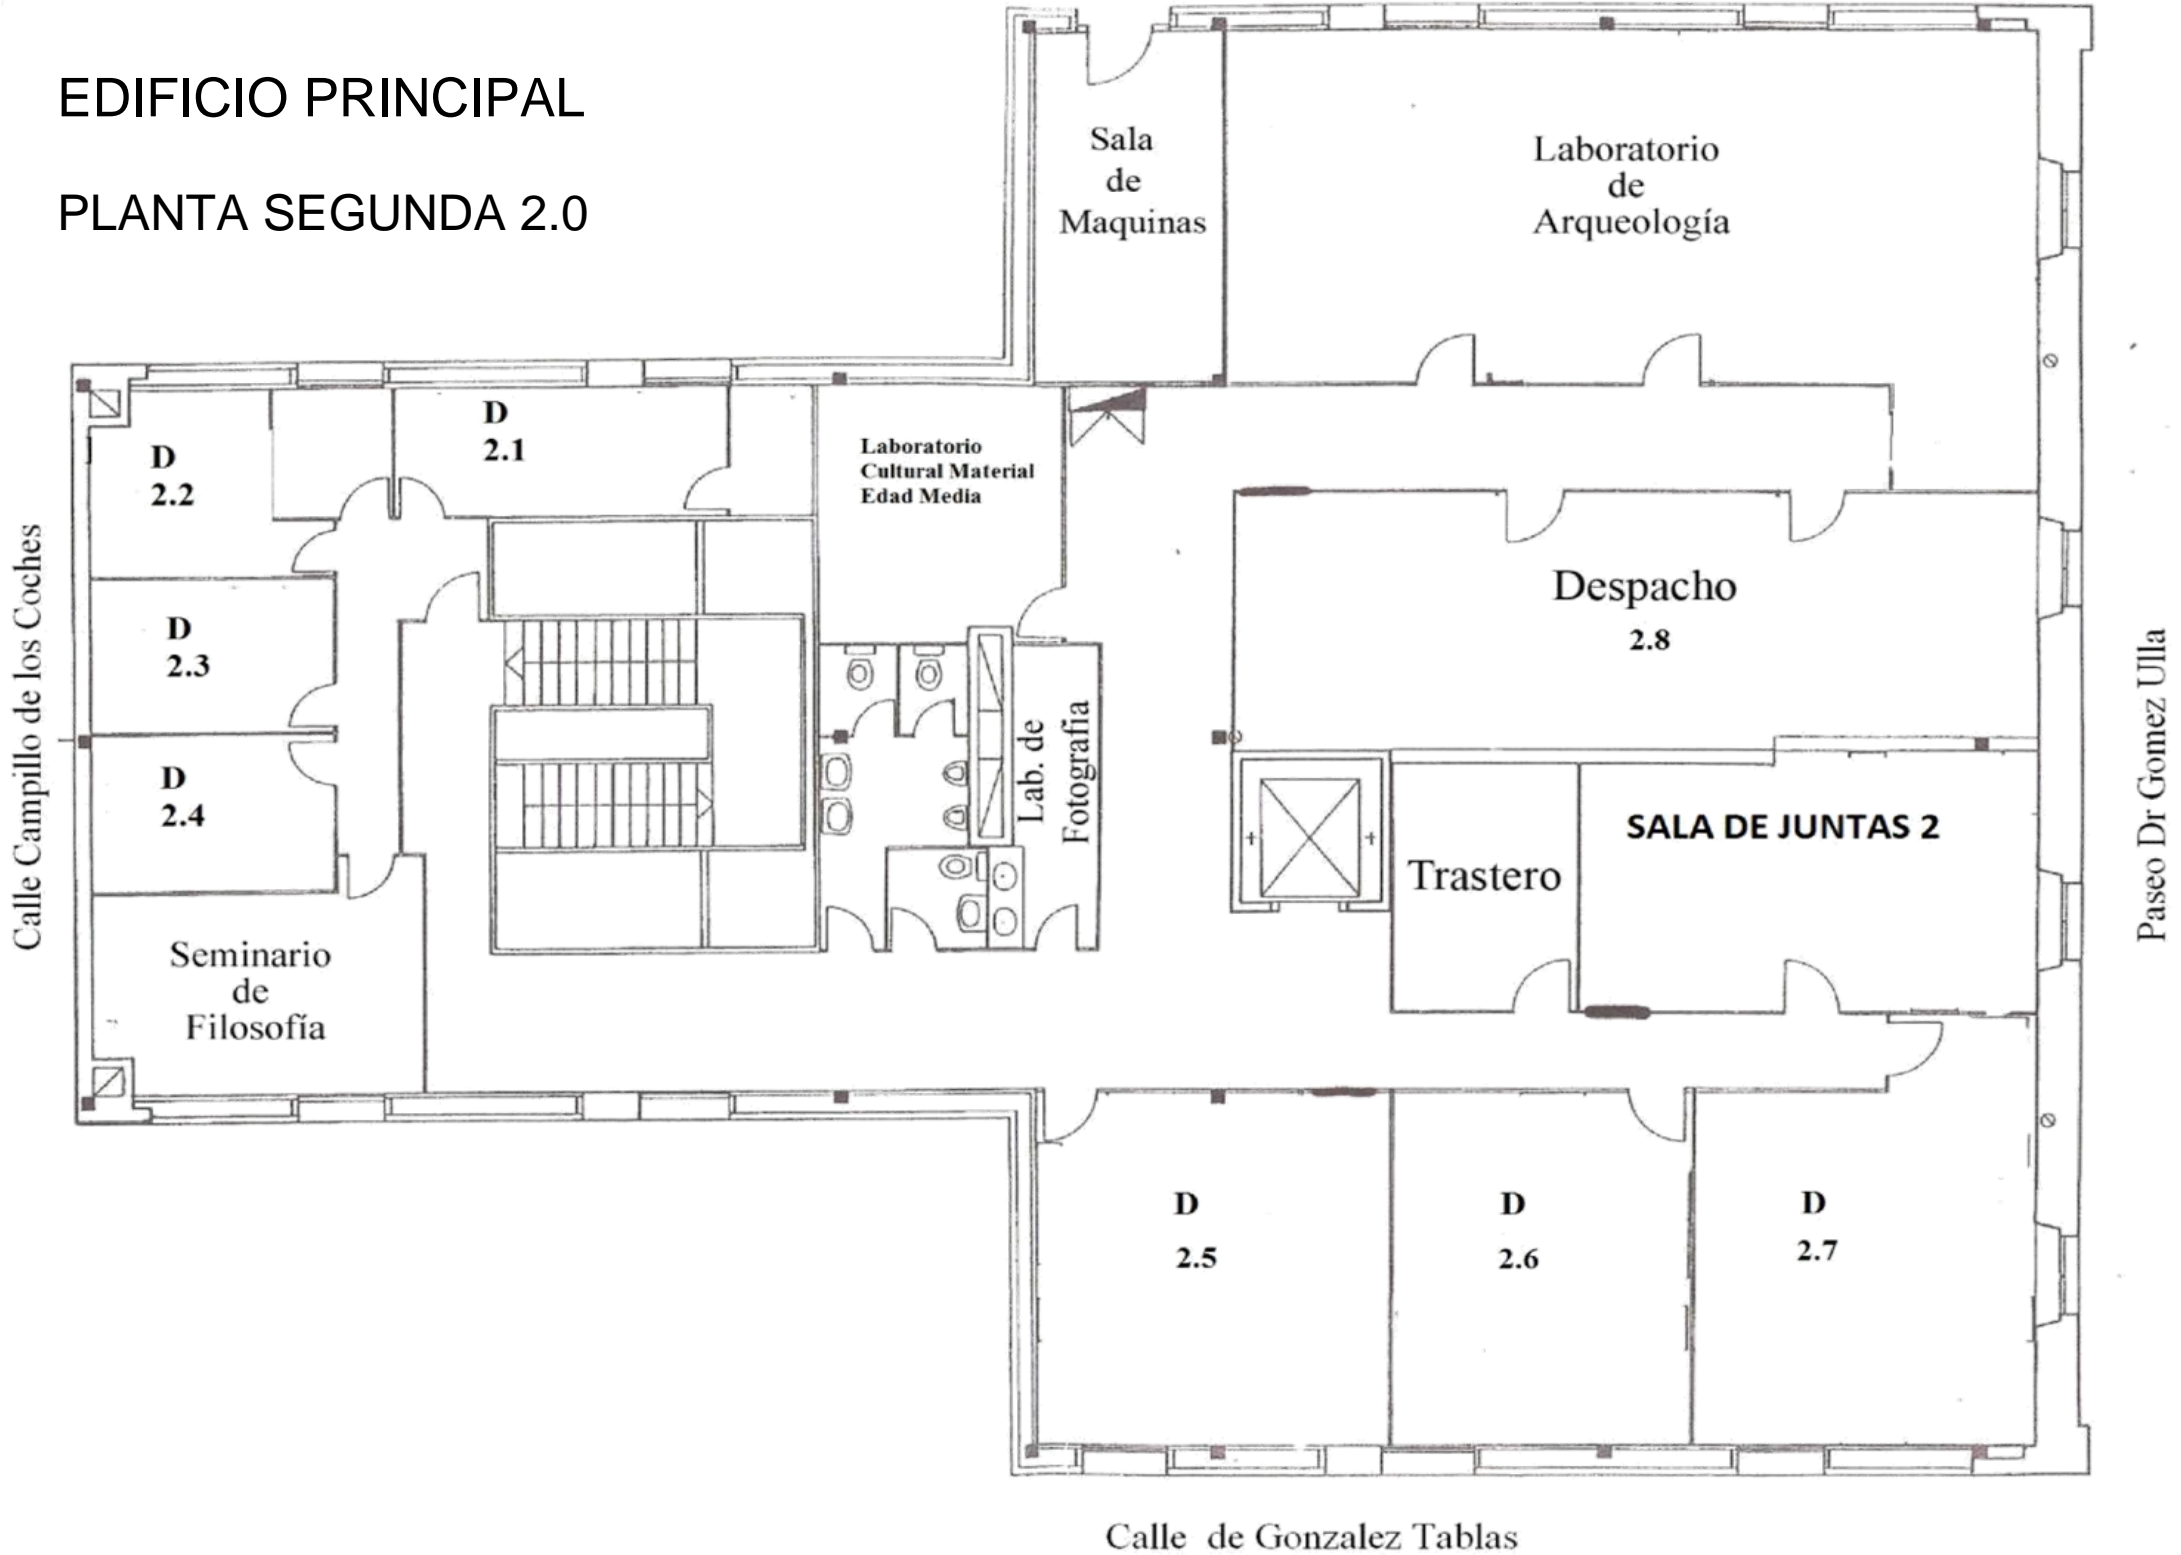 EDIFICIO PRINCIPAL
PLANTA SEGUNDA 2.0
Sala
de
Maquinas
Laboratorio
de
Arqueología
D
2.1
D
2.2
Laboratorio
Cultural Material
Edad Media
D
2.3
D
2.4
Seminario
de
Filosofía
Lab. de
Fotografia
Despacho
2.8
Trastero
SALA DE JUNTAS 2
D
2.5
D
2.6
D
2.7
Calle Campillo de los Coches
Paseo Dr Gomez Ulla
Calle de Gonzalez Tablas